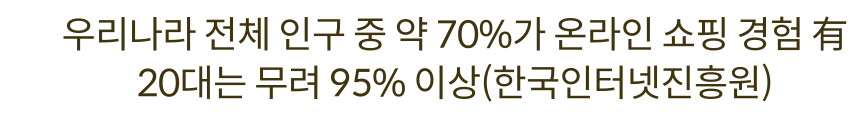 우리나라 전체 인구 중 약 70%가 온라인 쇼핑 경험 有
20대는 무려 95% 이상(한국인터넷진흥원)